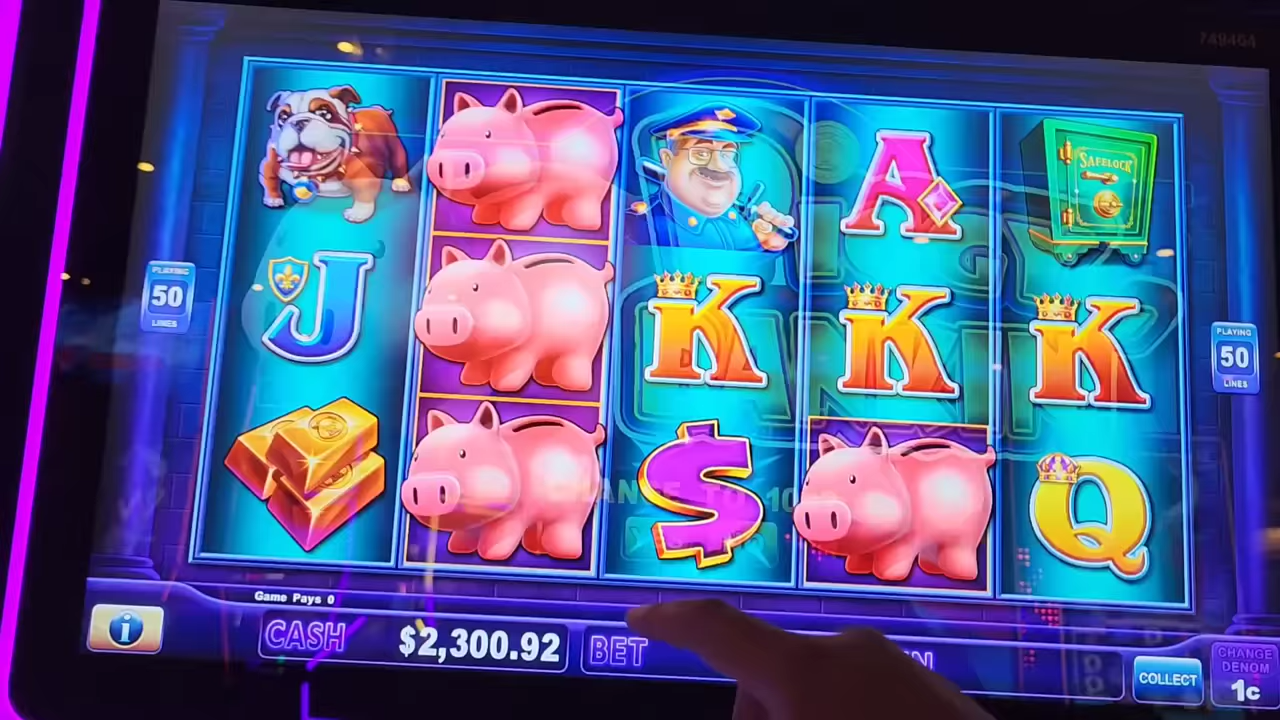 749464
A
SAFELOCK
PLAYING
50
LINES
J
K
K
K
PLAYING
50
LINES
$
Q
Game Pays 0
i
CASH
$2,300.92
BET
COLLECT
CHANGE
DENOM
1c